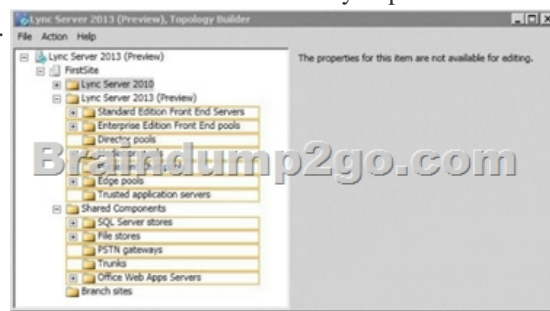 Lync Server 2013 (Preview), Topology Builder
File Action Help
Lync Server 2013 (Preview)
FirstSite
Lync Server 2010
Lync Server 2013 (Preview)
Standard Edition Front End Servers
Enterprise Edition Front End pools
Director pools
Edge pools
Trusted application servers
Shared Components
SQL Server stores
File stores
PSTN gateways
Trunks
Office Web Apps Servers
Branch sites
The properties for this item are not available for editing.
Braindump2go.com